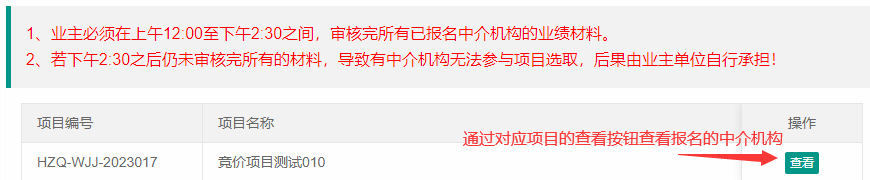 1、业主必须在上午12:00至下午2:30之间，审核完所有已报名中介机构的业绩材料。
2、若下午2:30之后仍未审核完所有的材料，导致有中介机构无法参与项目选取，后果由业主单位自行承担！
项目编号 项目名称 操作
通过对应项目的查看按钮查看报名的中介机构
HZQ-WJJ-2023017 竞价项目测试010 查看